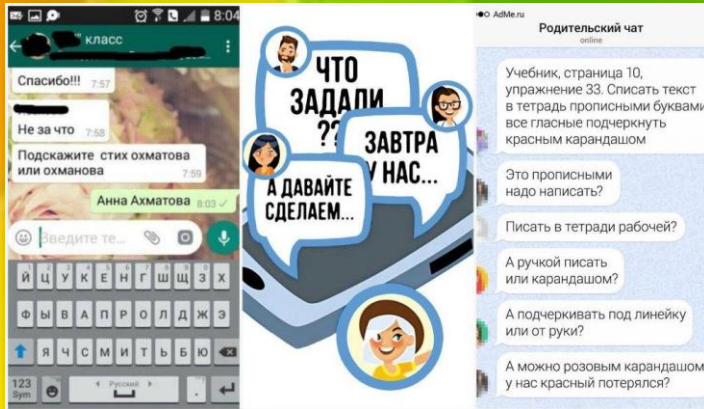 8:04
класс
Спасибо!!! 7:57
Не за что 7:58
Подскажите стих охматова
или охманова 7:59
Анна Ахматова 8:03
Введите те...
й ц у к е н г ш щ з х
ф ы в а п р о л д ж э
я ч с м и т ь б ю
123
Sym
Русский
ЧТО
ЗАДАЛИ
??
ЗАВТРА
У НАС...
А ДАВАЙТЕ
СДЕЛАЕМ...
AdMe.ru
Родительский чат
online
Учебник, страница 10,
упражнение 33. Списать текст
в тетрадь прописными буквами
все гласные подчеркнуть
красным карандашом
Это прописными
надо написать?
Писать в тетради рабочей?
А ручкой писать
или карандашом?
А подчеркивать под линейку
или от руки?
А можно розовым карандашом
у нас красный потерялся?